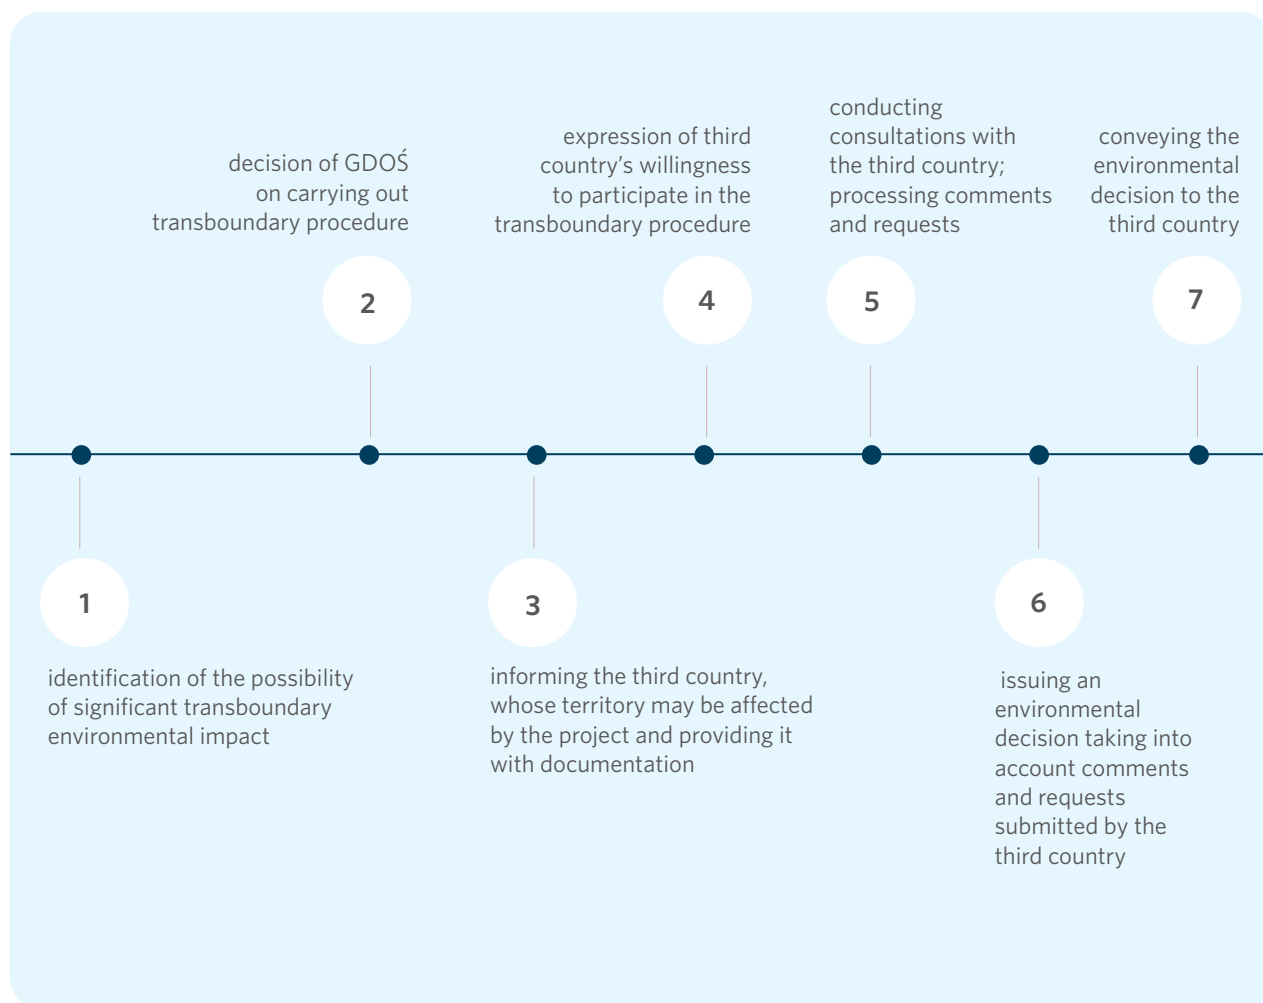 1
identification of the possibility
of significant transboundary
environmental impact
decision of GDOŚ
on carrying out
transboundary procedure
2
3
informing the third country,
whose territory may be affected
by the project and providing it
with documentation
expression of third
country’s willingness
to participate in the
transboundary procedure
4
conducting
consultations with
the third country;
processing comments
and requests
5
6
issuing an
environmental
decision taking into
account comments
and requests
submitted by the
third country
conveying the
environmental
decision to the
third country
7